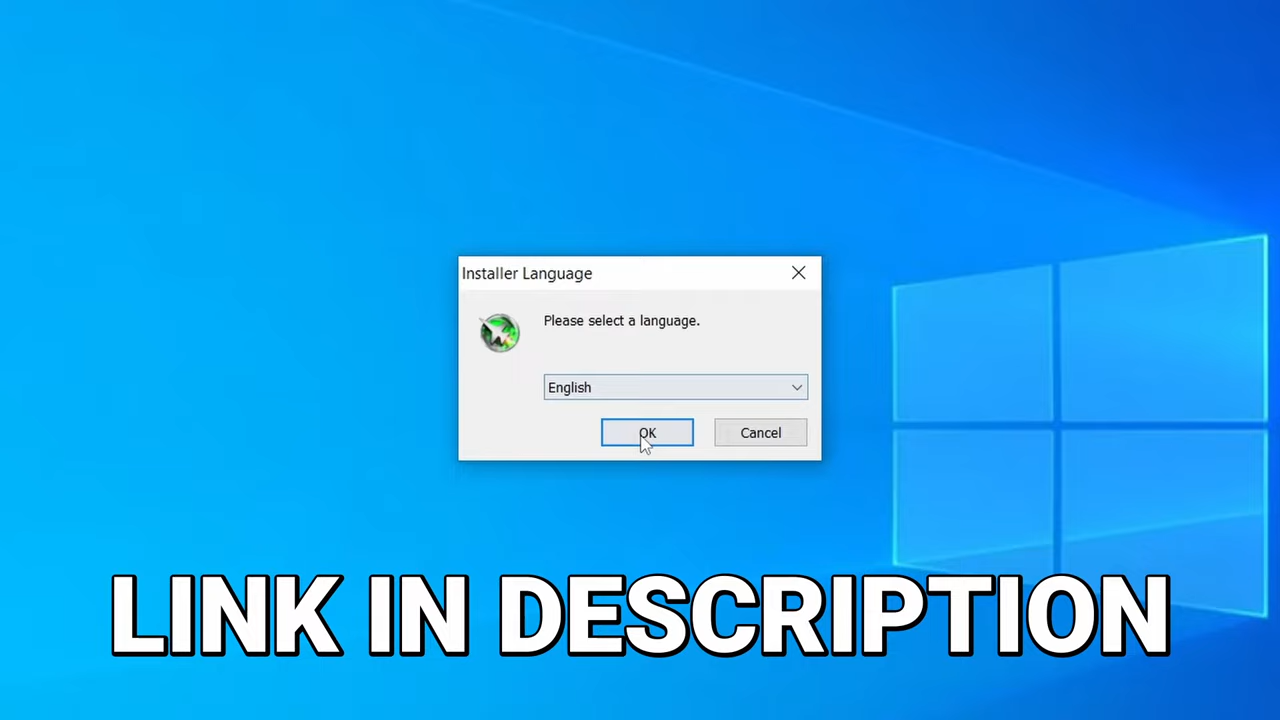 Installer Language
Please select a language.
English
OK
Cancel
LINK IN DESCRIPTION